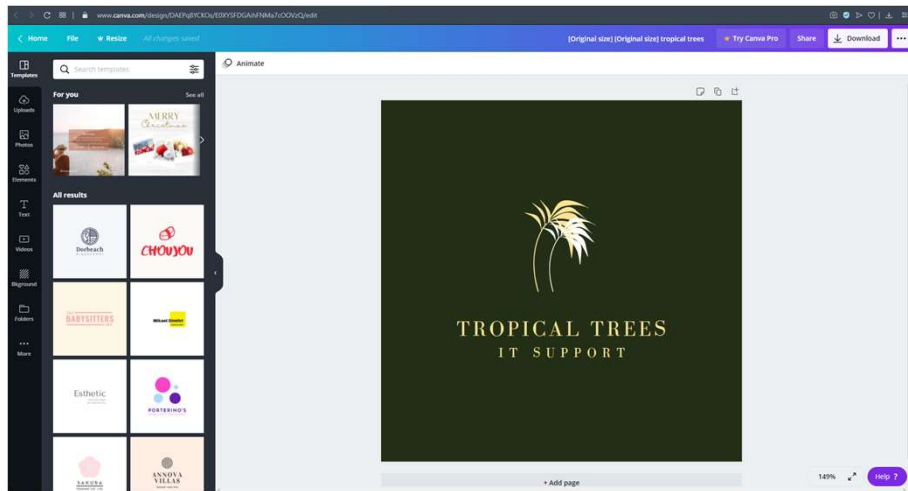 www.canva.com/design/
Home
File
Resize
All changes saved
[Original size] [Original size] tropical trees
Try Canva Pro
Share
Download
Templates
Search templates
Animate
Uploads
For you
See all
MERRY
Christmas
Photos
Elements
All results
Text
Dorbeach
CHOUYOU
Videos
Bkground
Folders
BABYSITTERS
More
Esthetic
PORTERINO'S
SAKURA
ANNOVA
VILLAS
TROPICAL TREES
IT SUPPORT
+ Add page
149%
Help ?